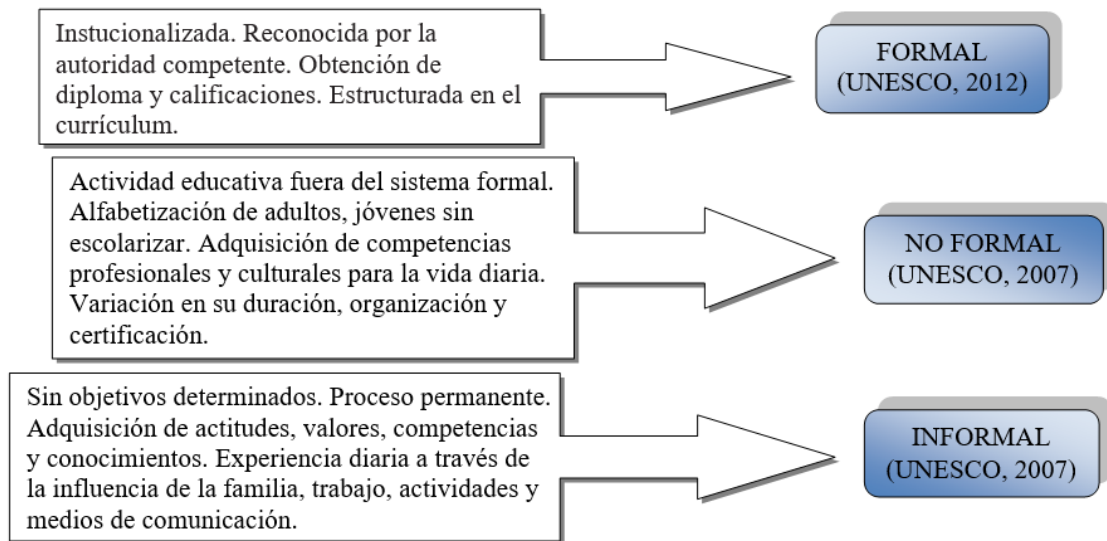 Instucionalizada. Reconocida por la
autoridad competente. Obtención de
diploma y calificaciones. Estructurada en el
currículum.
FORMAL
(UNESCO, 2012)
Actividad educativa fuera del sistema formal.
Alfabetización de adultos, jóvenes sin
escolarizar. Adquisición de competencias
profesionales y culturales para la vida diaria.
Variación en su duración, organización y
certificación.
NO FORMAL
(UNESCO, 2007)
Sin objetivos determinados. Proceso permanente.
Adquisición de actitudes, valores, competencias
y conocimientos. Experiencia diaria a través de
la influencia de la familia, trabajo, actividades y
medios de comunicación.
INFORMAL
(UNESCO, 2007)